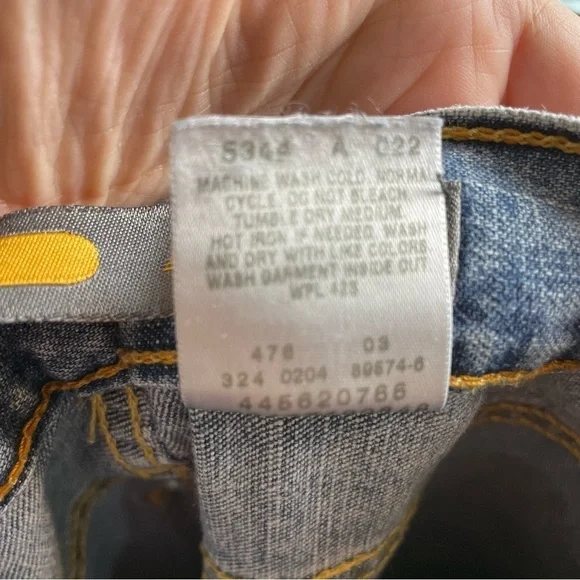 5344 A 022
MACHINE WASH COLD, NORMAL
CYCLE. DO NOT BLEACH.
TUMBLE DRY, MEDIUM.
HOT IRON IF NEEDED. WASH
AND DRY WITH LIKE COLORS.
WASH GARMENT INSIDE OUT
WPL 423
476 03
324 0204 89674-6
445620766